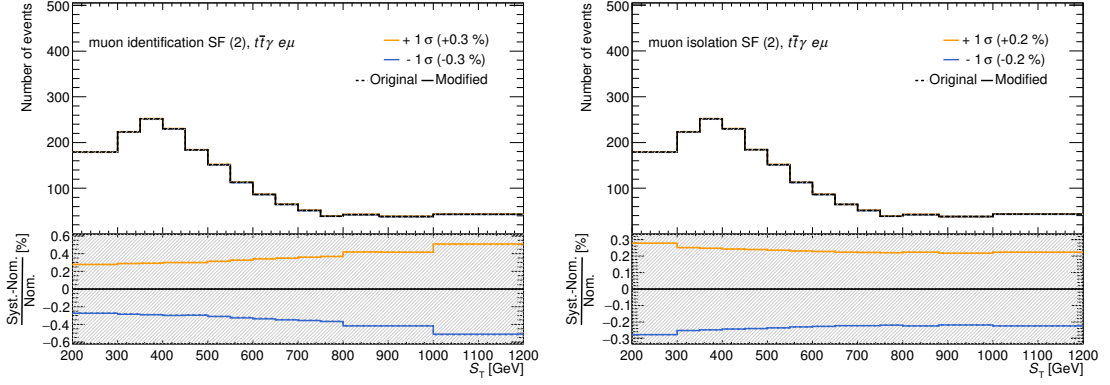 Number of events
500
400
300
200
100
muon identification SF (2), tt̄γ eμ
+ 1 σ (+0.3 %)
- 1 σ (-0.3 %)
Original Modified
Syst.-Nom. [%]
Nom.
0.6
0.4
0.2
0
−0.2
−0.4
−0.6
200 300 400 500 600 700 800 900 1000 1100 1200
S_T [GeV]
Number of events
500
400
300
200
100
muon isolation SF (2), tt̄γ eμ
+ 1 σ (+0.2 %)
- 1 σ (-0.2 %)
Original Modified
Syst.-Nom. [%]
Nom.
0.3
0.2
0.1
0
−0.1
−0.2
−0.3
200 300 400 500 600 700 800 900 1000 1100 1200
S_T [GeV]